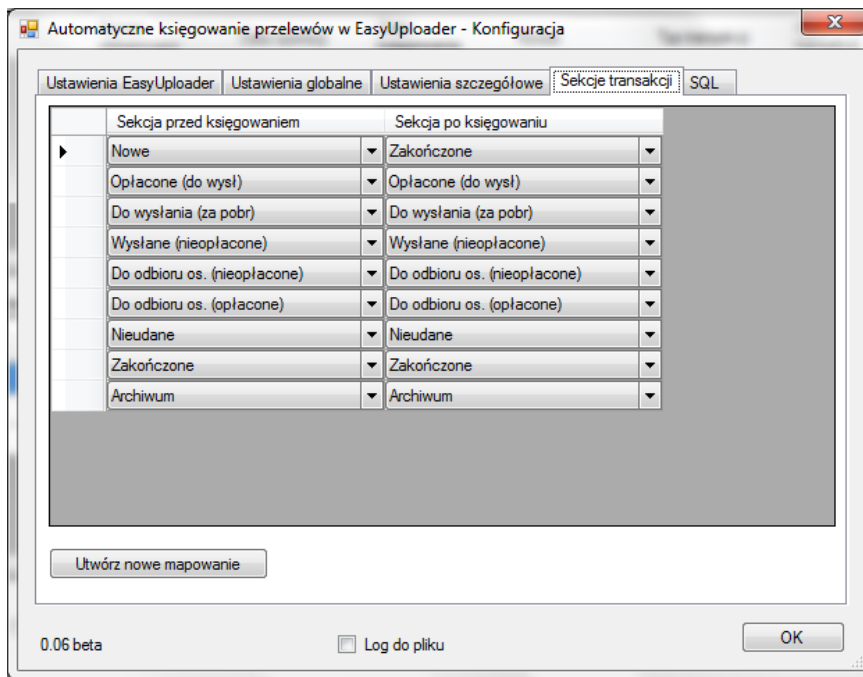 Automatyczne księgowanie przelewów w EasyUploader - Konfiguracja
Ustawienia EasyUploader Ustawienia globalne Ustawienia szczegółowe Sekcje transakcji SQL
Sekcja przed księgowaniem Sekcja po księgowaniu
Nowe Zakończone
Opłacone (do wysł) Opłacone (do wysł)
Do wysłania (za pobr) Do wysłania (za pobr)
Wysłane (nieopłacone) Wysłane (nieopłacone)
Do odbioru os. (nieopłacone) Do odbioru os. (nieopłacone)
Do odbioru os. (opłacone) Do odbioru os. (opłacone)
Nieudane Nieudane
Zakończone Zakończone
Archiwum Archiwum
Utwórz nowe mapowanie
0.06 beta Log do pliku OK